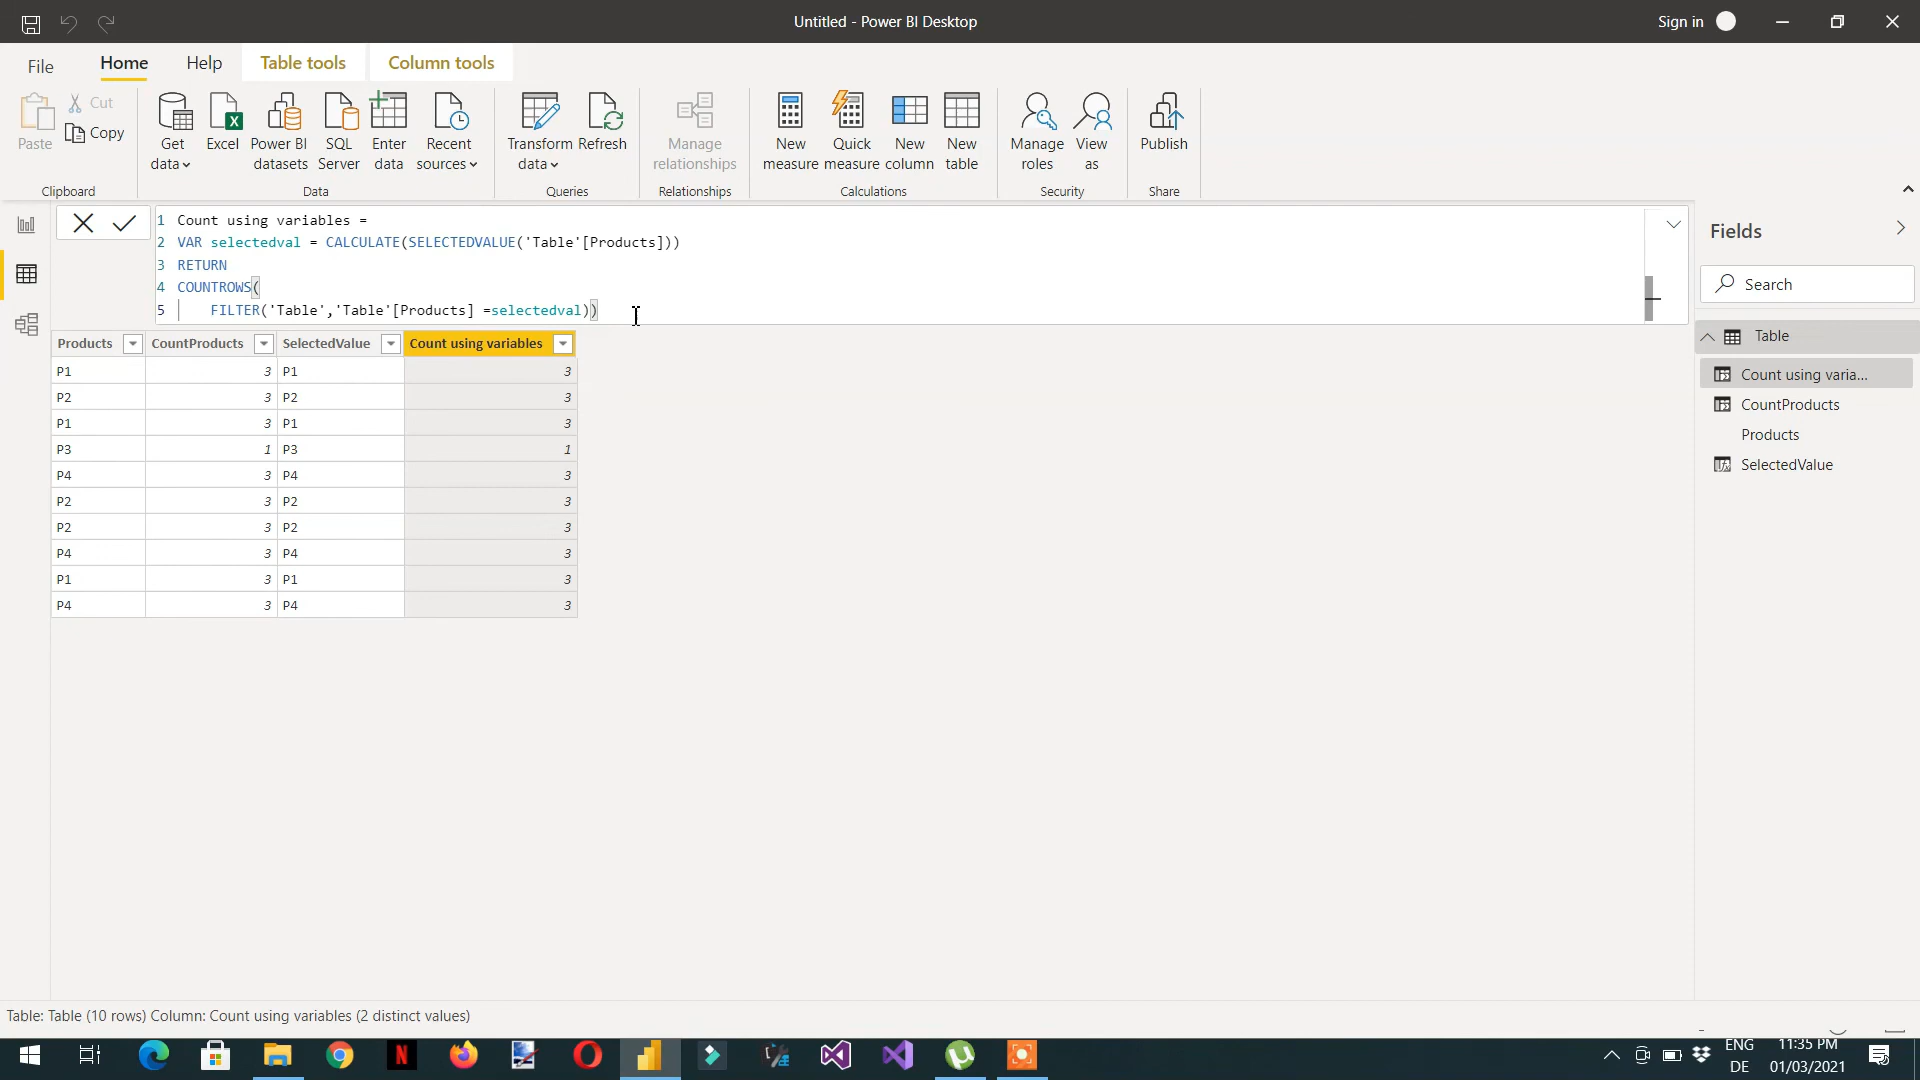 Untitled - Power BI Desktop
Sign in
File
Home
Help
Table tools
Column tools
Paste
Cut
Copy
Get data
Excel
Power BI datasets
SQL Server
Enter data
Recent sources
Transform data
Refresh
Manage relationships
New measure
Quick measure
New column
New table
Manage roles
View as
Publish
Clipboard
Data
Queries
Relationships
Calculations
Security
Share
1 Count using variables =
2 VAR selectedval = CALCULATE(SELECTEDVALUE('Table'[Products]))
3 RETURN
4 COUNTROWS(
5 FILTER('Table','Table'[Products] =selectedval))
Products CountProducts SelectedValue Count using variables
P1 3 P1 3
P2 3 P2 3
P1 3 P1 3
P3 1 P3 1
P4 3 P4 3
P2 3 P2 3
P2 3 P2 3
P4 3 P4 3
P1 3 P1 3
P4 3 P4 3
Fields
Search
Table
Count using varia...
CountProducts
Products
SelectedValue
Table: Table (10 rows) Column: Count using variables (2 distinct values)
ENG
DE
11:35 PM
01/03/2021